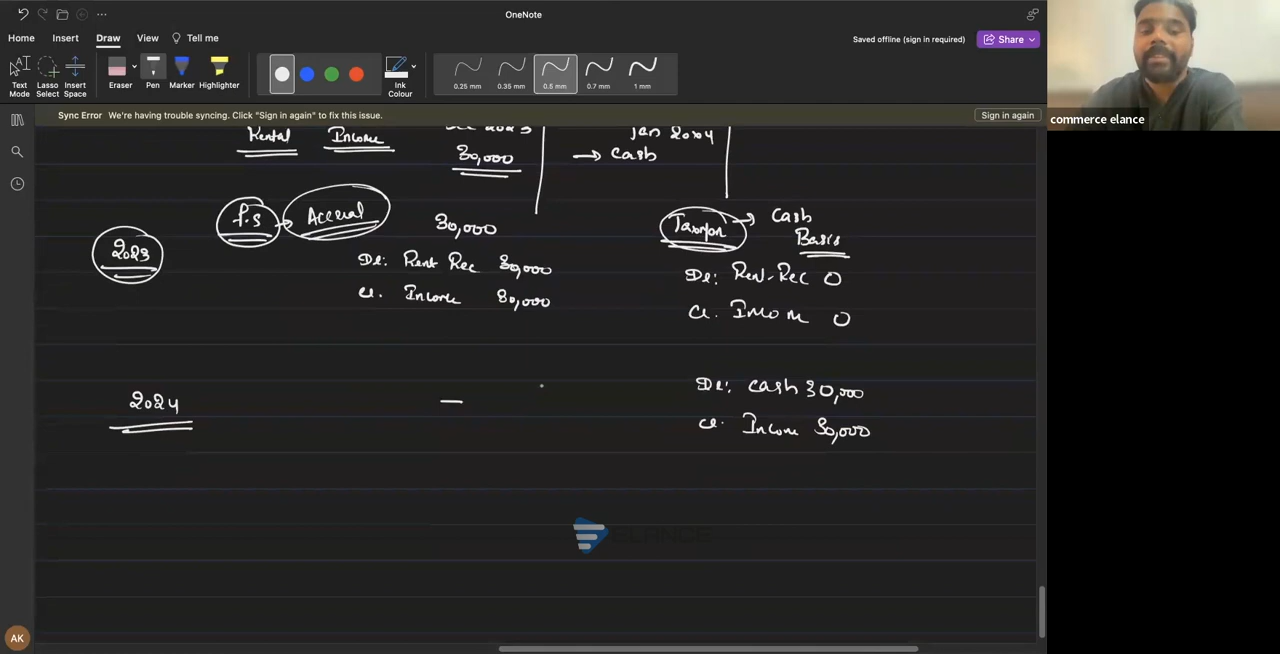 OneNote
Home Insert Draw View Tell me
Saved offline (sign in required) Share
Text Mode Lasso Select Insert Space Eraser Pen Marker Highlighter Ink Colour 0.25 mm 0.35 mm 0.5 mm 0.7 mm 1 mm
commerce elance
Sync Error We're having trouble syncing. Click "Sign in again" to fix this issue. Sign in again
Rental Income 2023 Jan 2024
30,000 → Cash
F.S → Accrual 30,000 → Cash
2023 Basis
Dr: Rent Rec 30,000 Dr: Rent-Rec 0
Cr. Income 30,000 Cr. Income 0
2024 — Dr: Cash 30,000
Cr. Income 30,000
ELANCE
AK